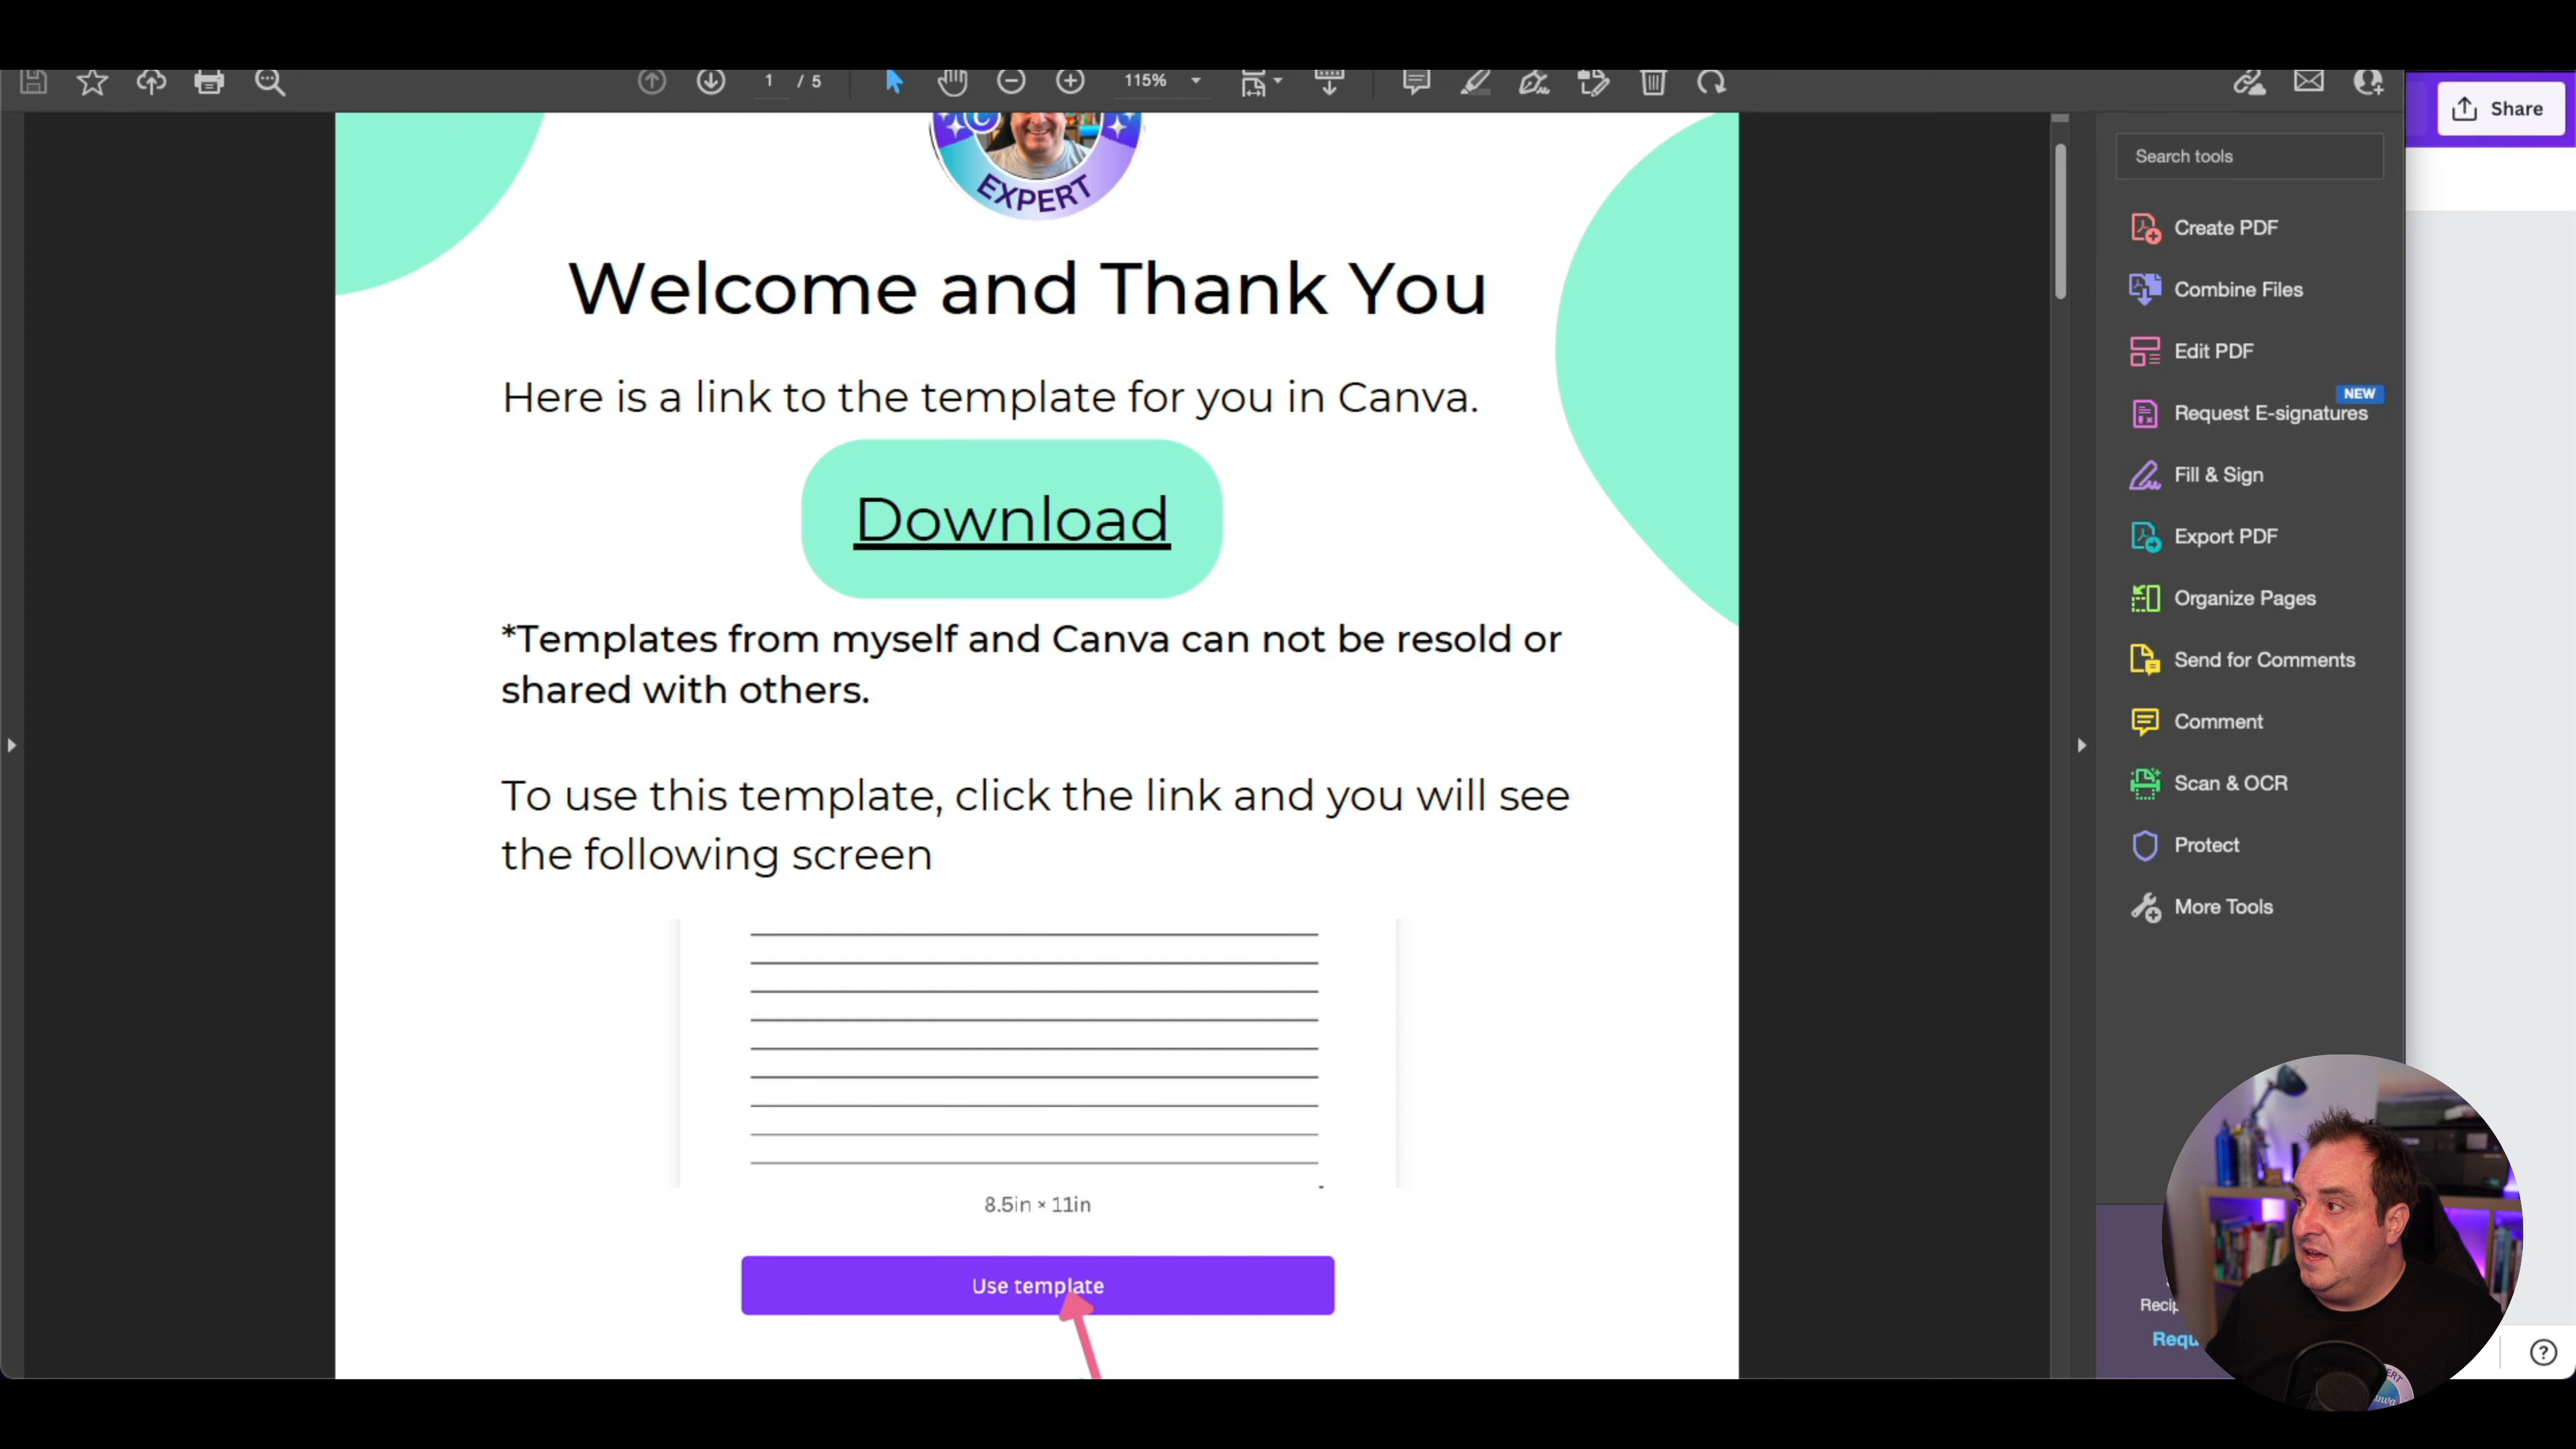 1 / 5
115%
Share
Search tools
EXPERT
Create PDF
Welcome and Thank You
Combine Files
Edit PDF
Here is a link to the template for you in Canva.
NEW
Request E-signatures
Download
Fill & Sign
Export PDF
Organize Pages
*Templates from myself and Canva can not be resold or
shared with others.
Send for Comments
Comment
To use this template, click the link and you will see
the following screen
Scan & OCR
Protect
More Tools
8.5in × 11in
Use template
Recip
Requ
?